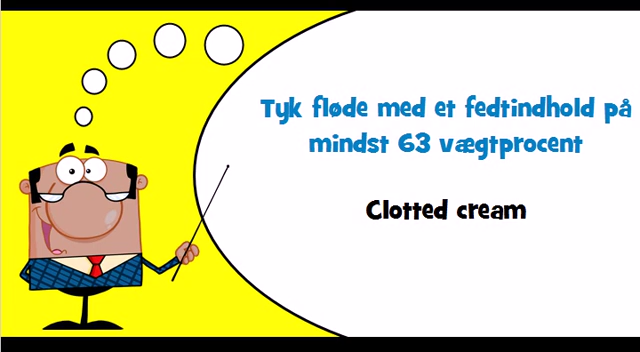 Tyk fløde med et fedtindhold på
mindst 63 vægtprocent
Clotted cream